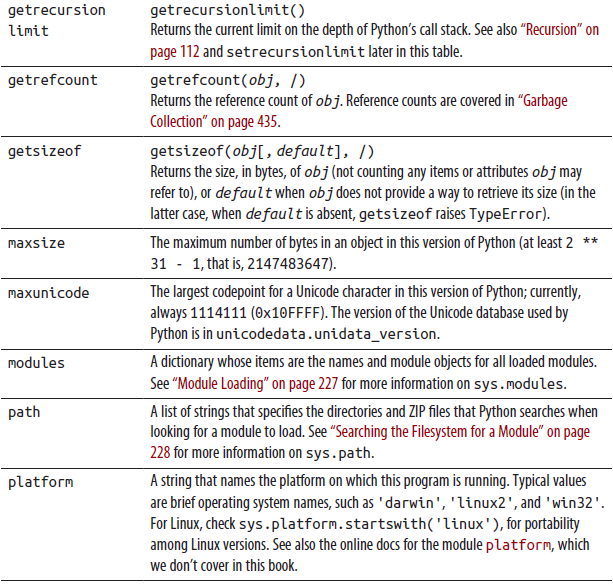 getrecursion getrecursionlimit()
limit Returns the current limit on the depth of Python's call stack. See also “Recursion” on
page 112 and setrecursionlimit later in this table.
getrefcount getrefcount(obj, /)
Returns the reference count of obj. Reference counts are covered in “Garbage
Collection” on page 435.
getsizeof getsizeof(obj[, default], /)
Returns the size, in bytes, of obj (not counting any items or attributes obj may
refer to), or default when obj does not provide a way to retrieve its size (in the
latter case, when default is absent, getsizeof raises TypeError).
maxsize The maximum number of bytes in an object in this version of Python (at least 2 **
31 - 1, that is, 2147483647).
maxunicode The largest codepoint for a Unicode character in this version of Python; currently,
always 1114111 (0x10FFFF). The version of the Unicode database used by
Python is in unicodedata.unidata_version.
modules A dictionary whose items are the names and module objects for all loaded modules.
See “Module Loading” on page 227 for more information on sys.modules.
path A list of strings that specifies the directories and ZIP files that Python searches when
looking for a module to load. See “Searching the Filesystem for a Module” on page
228 for more information on sys.path.
platform A string that names the platform on which this program is running. Typical values
are brief operating system names, such as 'darwin', 'linux2', and 'win32'.
For Linux, check sys.platform.startswith('linux'), for portability
among Linux versions. See also the online docs for the module platform, which
we don't cover in this book.